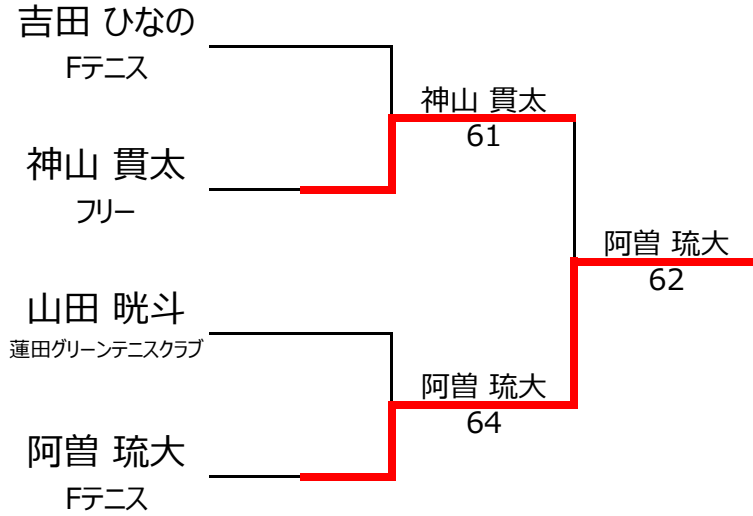 吉田 ひなの
Fテニス
神山 貫太
61
神山 貫太
フリー
阿曽 琉大
62
山田 晄斗
蓮田グリーンテニスクラブ
阿曽 琉大
64
阿曽 琉大
Fテニス